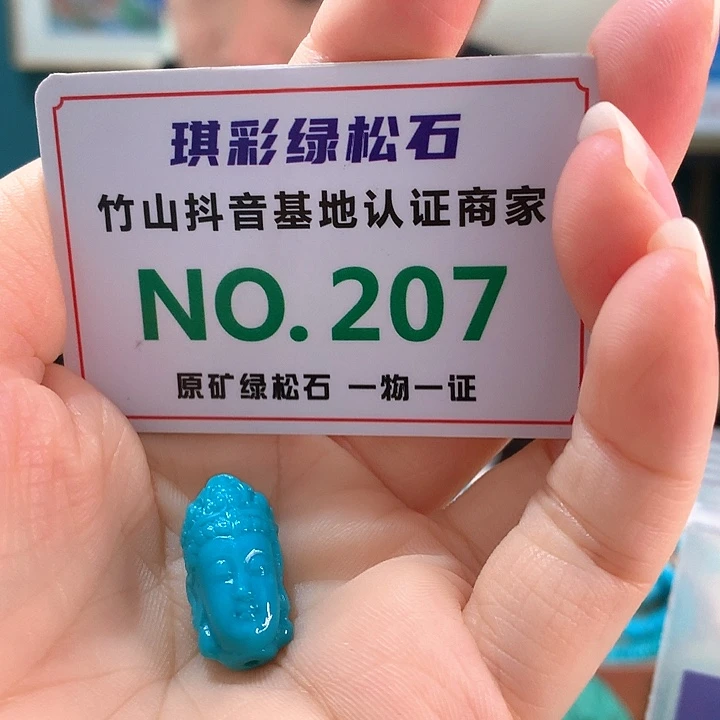 琪彩绿松石
竹山抖音基地认证商家
NO.207
原矿绿松石 一物一证